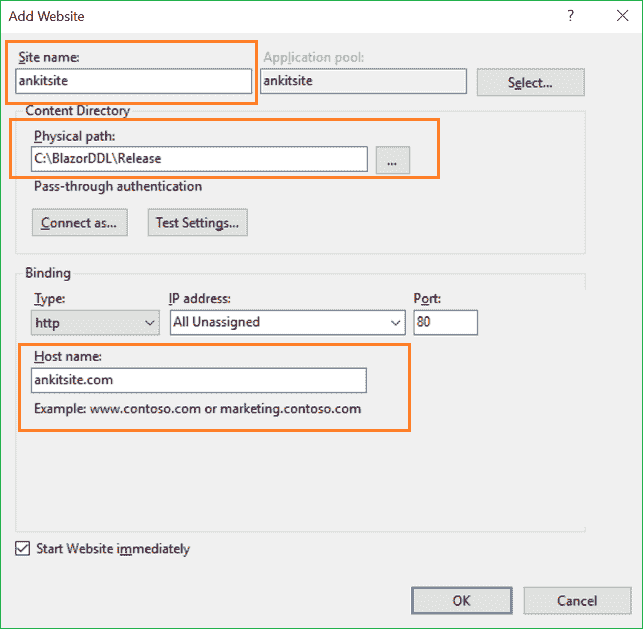 Add Website
?
Site name:
Application pool:
ankitsite
ankitsite
Select...
Content Directory
Physical path:
C:\BlazorDDL\Release
...
Pass-through authentication
Connect as...
Test Settings...
Binding
Type:
IP address:
Port:
http
All Unassigned
80
Host name:
ankitsite.com
Example: www.contoso.com or marketing.contoso.com
Start Website immediately
OK
Cancel